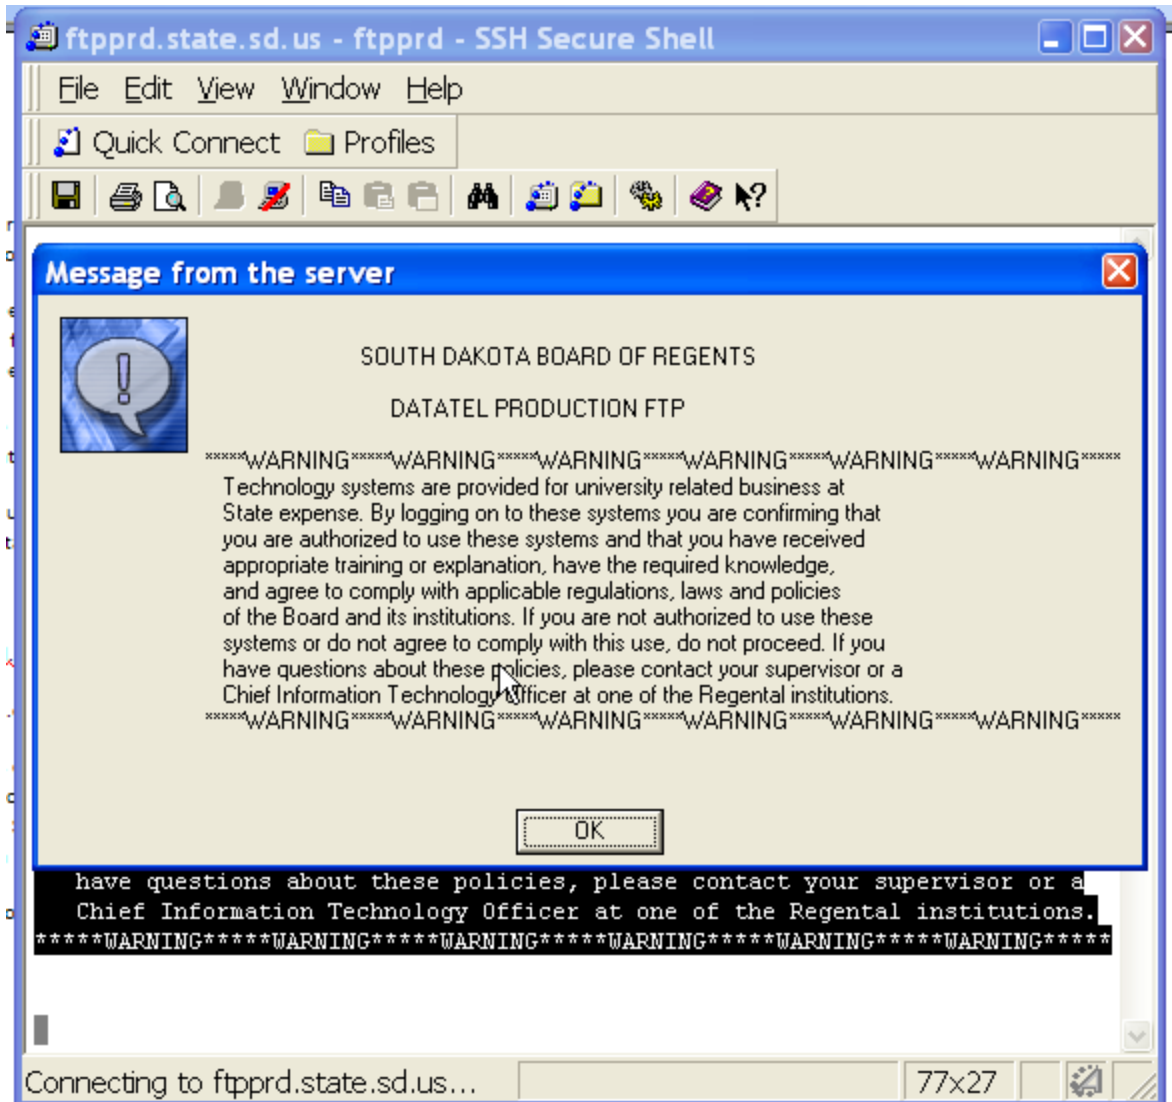 ftpprd.state.sd.us - ftpprd - SSH Secure Shell
File Edit View Window Help
Quick Connect Profiles
Message from the server
SOUTH DAKOTA BOARD OF REGENTS
DATATEL PRODUCTION FTP
*****WARNING*****WARNING*****WARNING*****WARNING*****WARNING*****WARNING*****
Technology systems are provided for university related business at
State expense. By logging on to these systems you are confirming that
you are authorized to use these systems and that you have received
appropriate training or explanation, have the required knowledge,
and agree to comply with applicable regulations, laws and policies
of the Board and its institutions. If you are not authorized to use these
systems or do not agree to comply with this use, do not proceed. If you
have questions about these policies, please contact your supervisor or a
Chief Information Technology Officer at one of the Regental institutions.
*****WARNING*****WARNING*****WARNING*****WARNING*****WARNING*****WARNING*****
OK
have questions about these policies, please contact your supervisor or a
Chief Information Technology Officer at one of the Regental institutions.
*****WARNING*****WARNING*****WARNING*****WARNING*****WARNING*****WARNING*****
Connecting to ftpprd.state.sd.us... 77x27